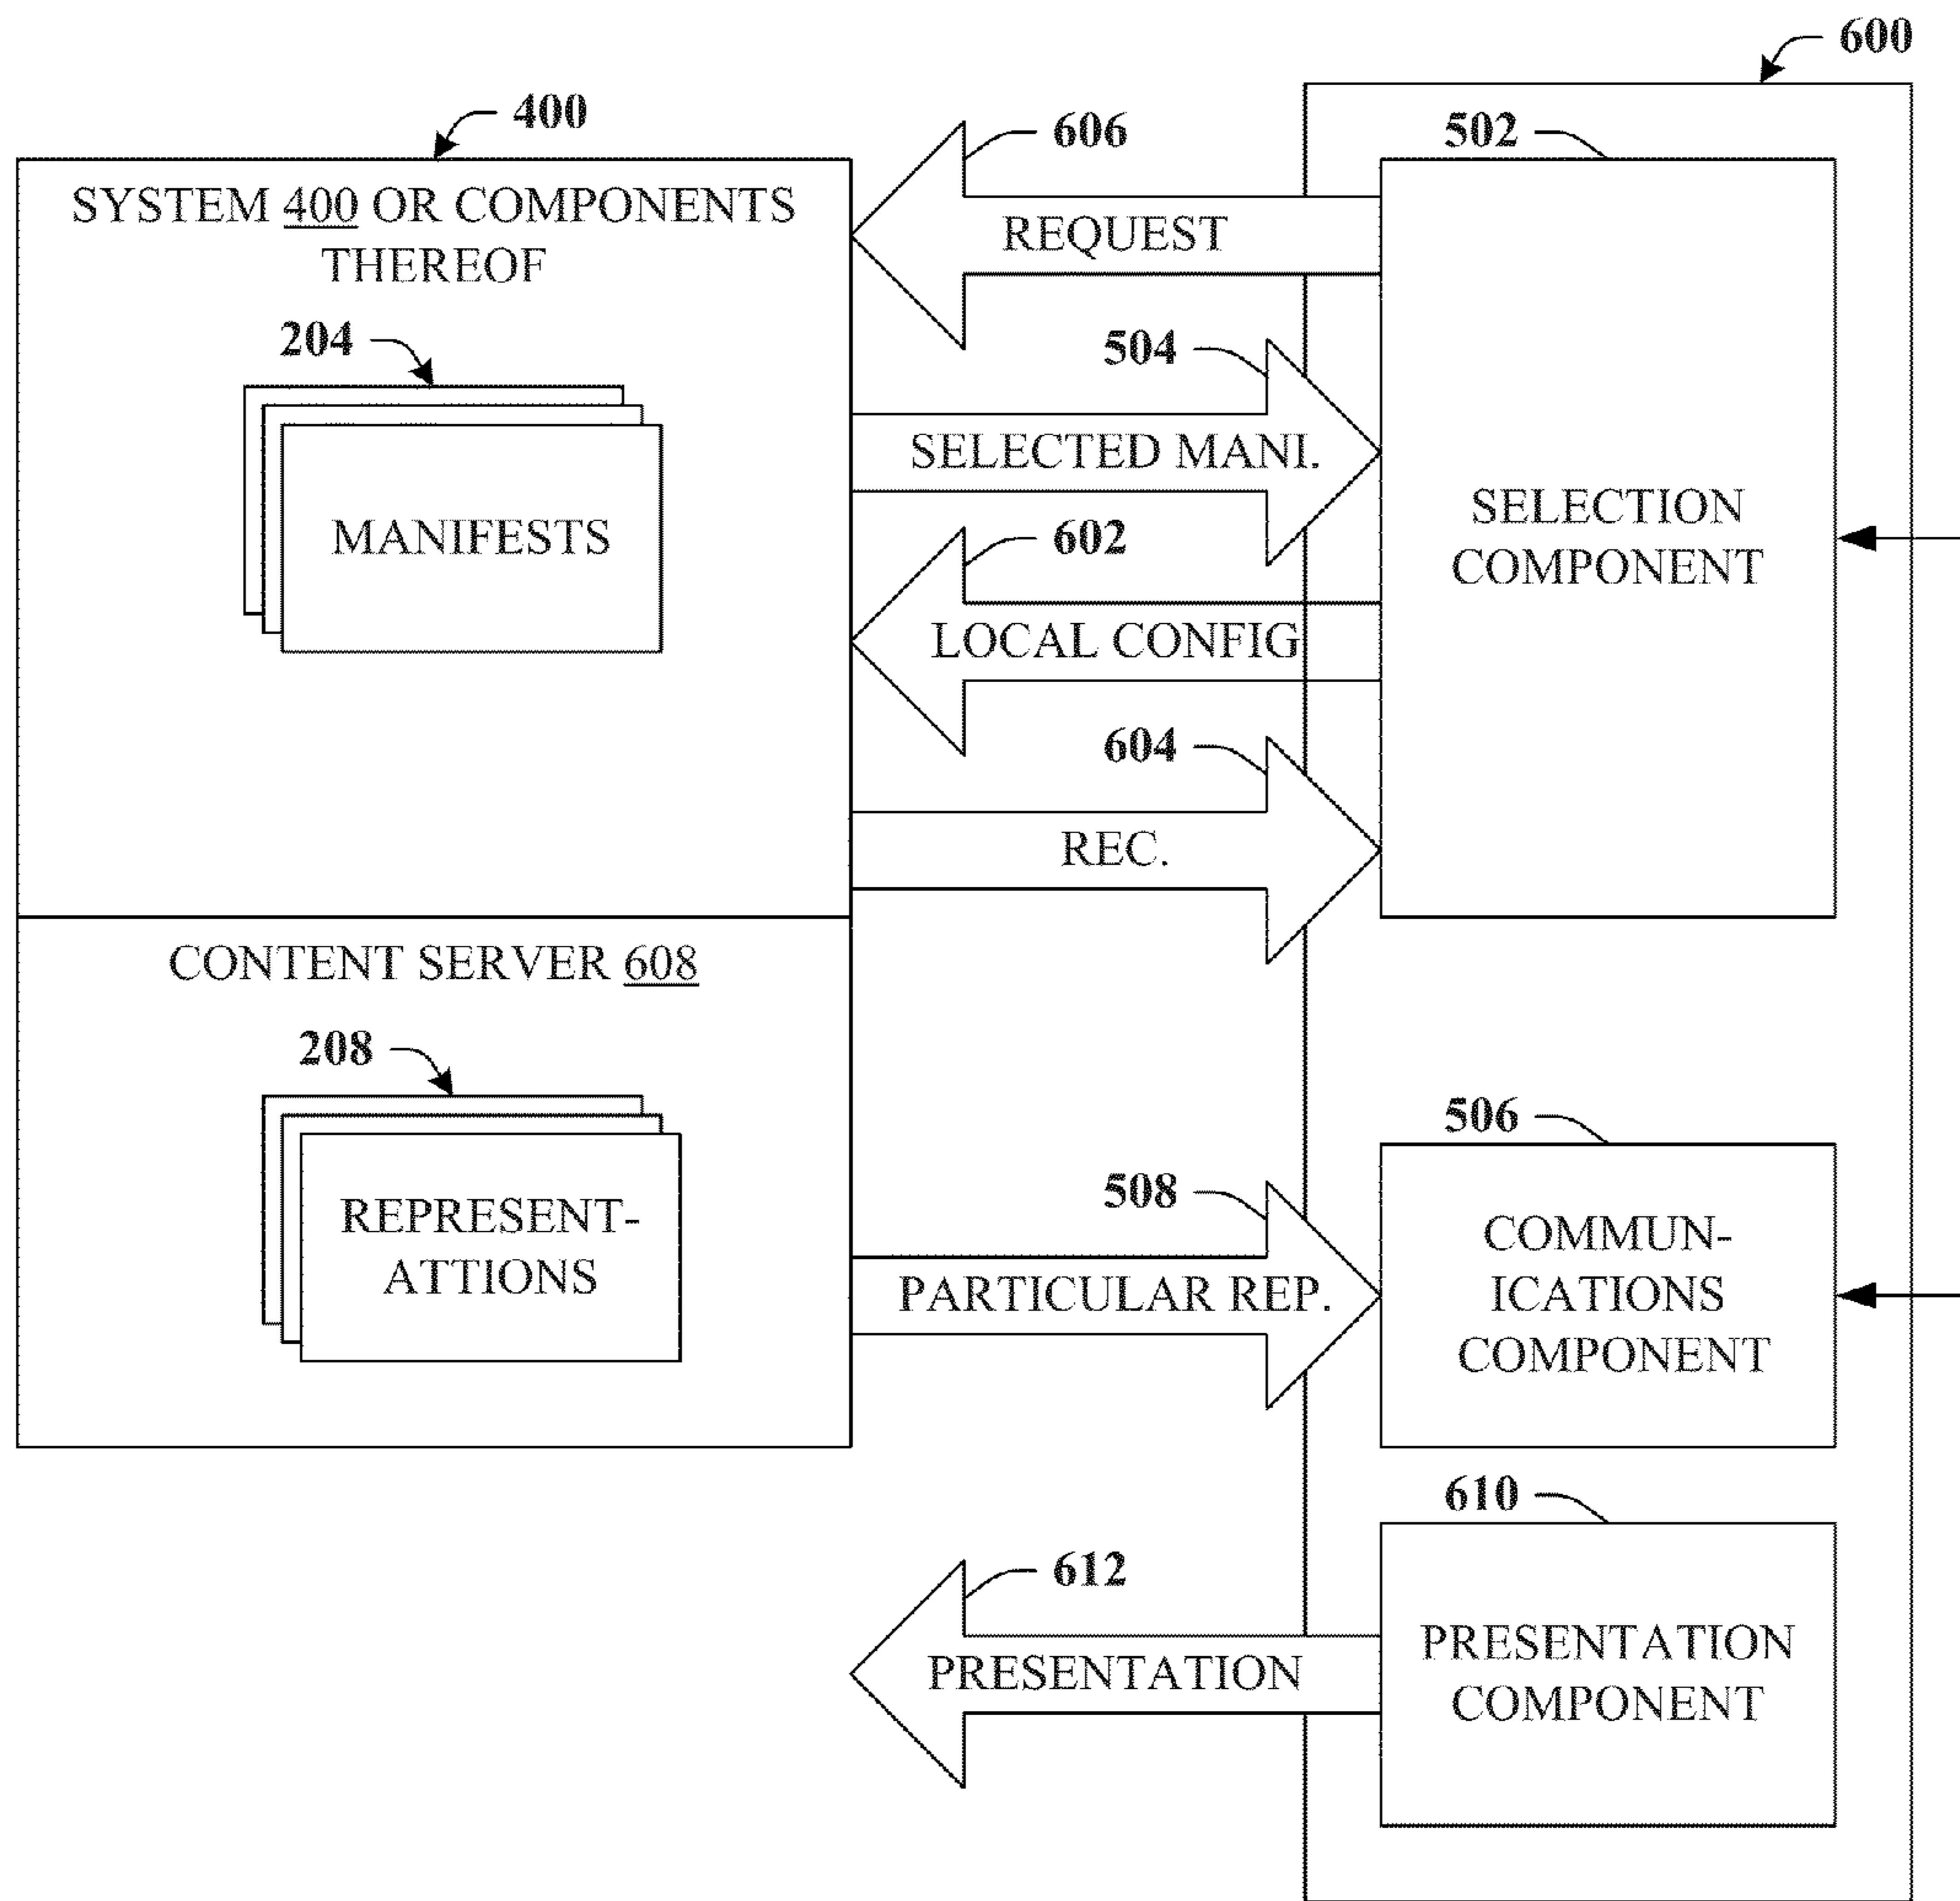 600
400
606
502
SYSTEM 400 OR COMPONENTS
THEREOF
REQUEST
204
504
SELECTED MANI.
MANIFESTS
SELECTION
COMPONENT
602
LOCAL CONFIG
604
REC.
CONTENT SERVER 608
208
506
508
REPRESENT-
ATTIONS
COMMUN-
ICATIONS
COMPONENT
PARTICULAR REP.
610
612
PRESENTATION
PRESENTATION
COMPONENT